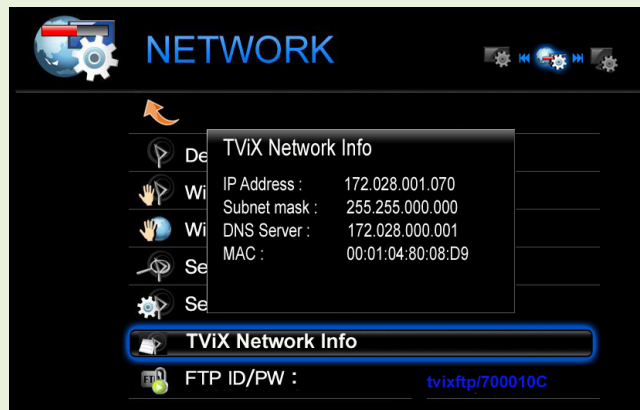 NETWORK
De
TViX Network Info
Wi
IP Address : 172.028.001.070
Subnet mask : 255.255.000.000
Wi
DNS Server : 172.028.000.001
MAC : 00:01:04:80:08:D9
Se
Se
TViX Network Info
FTP ID/PW : tvixftp/700010C